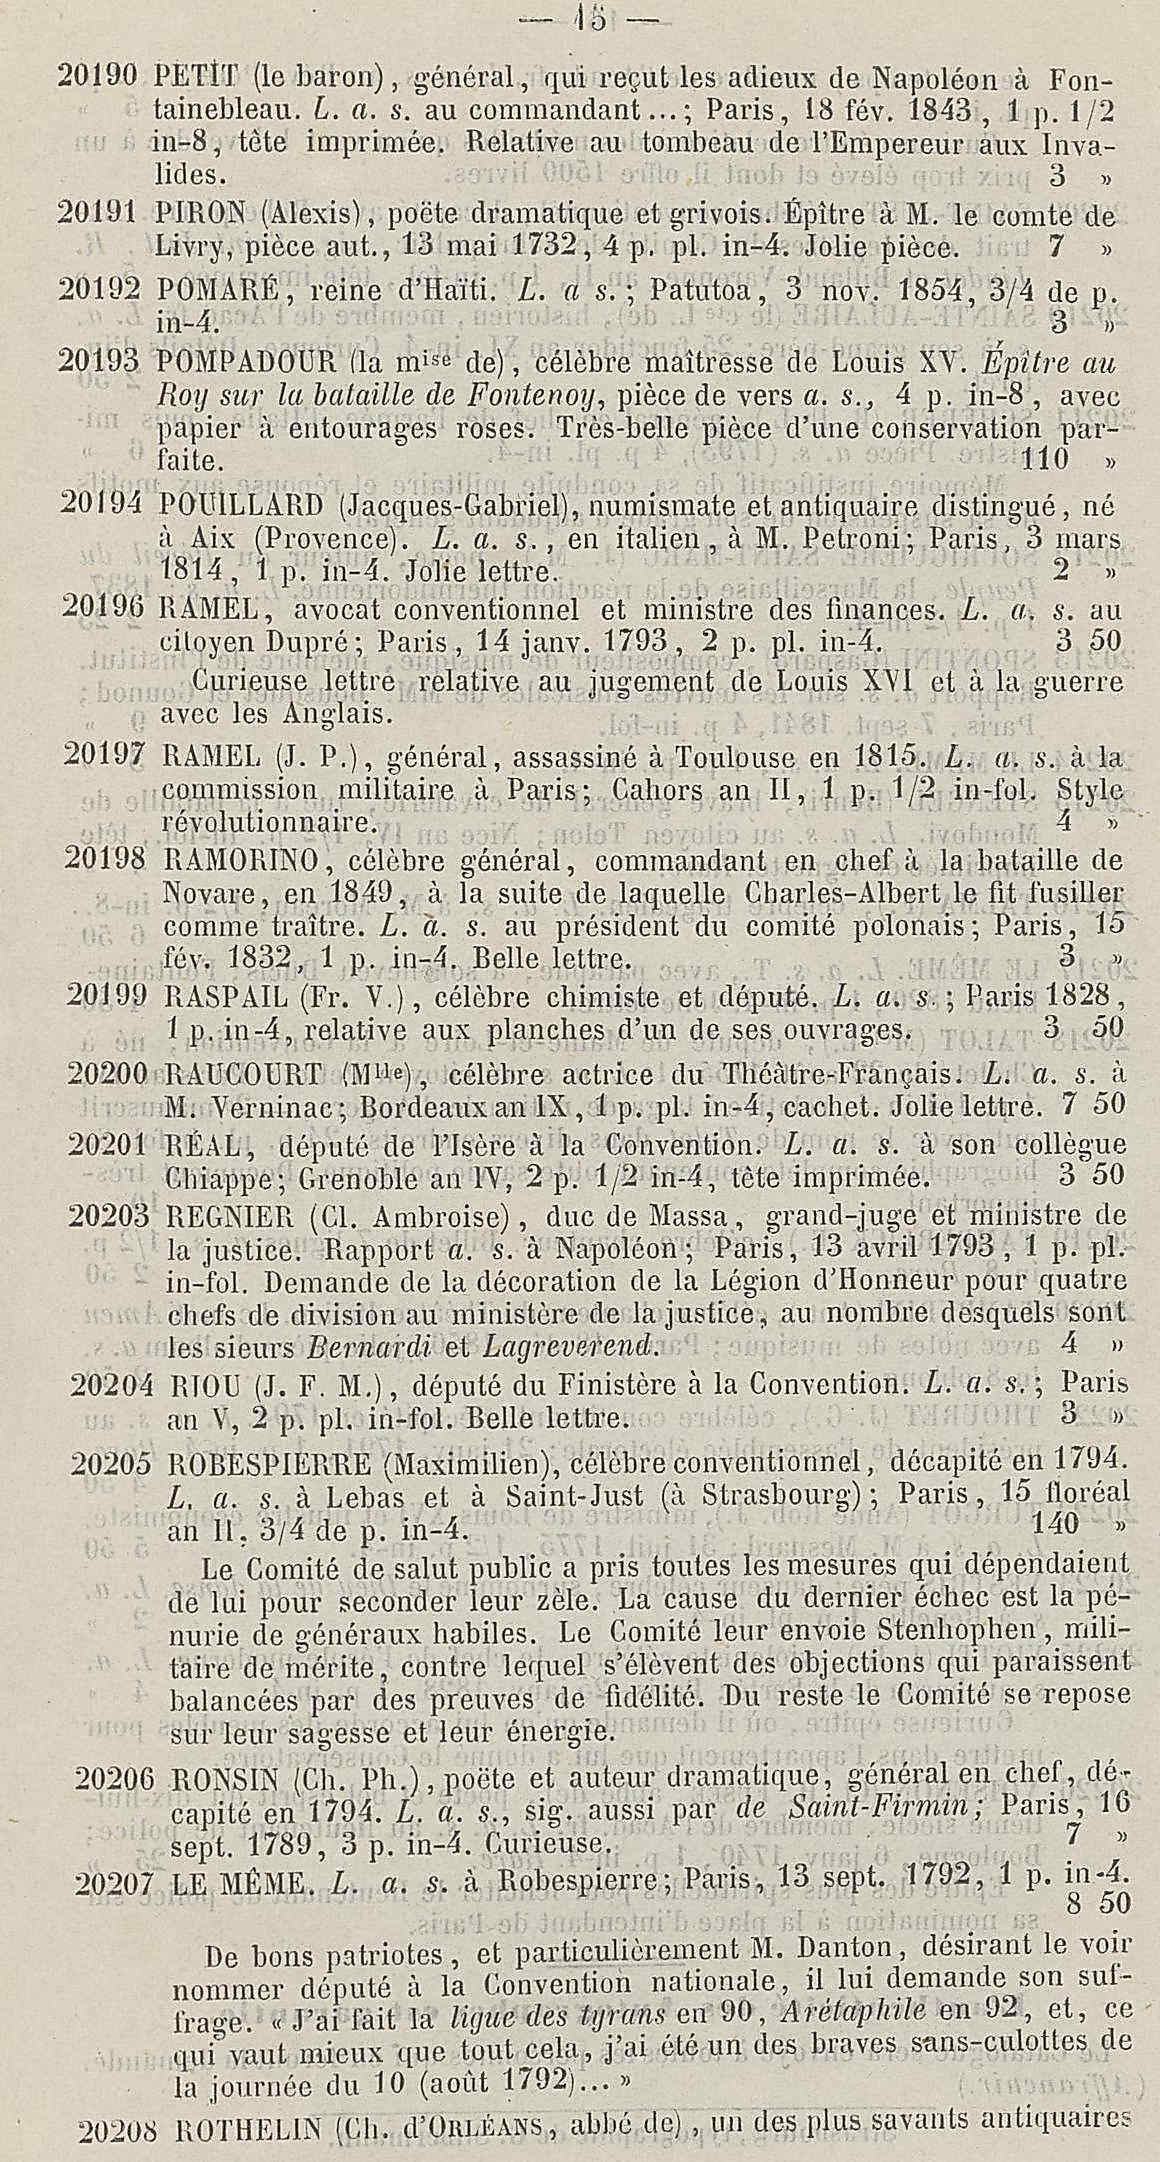 — 15 —
20190 PETIT (le baron), général, qui reçut les adieux de Napoléon à Fon-
tainebleau. L. a. s. au commandant...; Paris, 18 fév. 1843, 1 p. 1/2
in-8, tête imprimée. Relative au tombeau de l'Empereur aux Inva-
lides. 3 »
20191 PIRON (Alexis), poëte dramatique et grivois. Épître à M. le comte de
Livry, pièce aut., 13 mai 1732, 4 p. pl. in-4. Jolie pièce. 7 »
20192 POMARÉ, reine d'Haïti. L. a s.; Patutoa, 3 nov. 1854, 3/4 de p.
in-4. 3 »
20193 POMPADOUR (la mise de), célèbre maîtresse de Louis XV. Épître au
Roy sur la bataille de Fontenoy, pièce de vers a. s., 4 p. in-8, avec
papier à entourages roses. Très-belle pièce d'une conservation par-
faite. 110 »
20194 POUILLARD (Jacques-Gabriel), numismate et antiquaire distingué, né
à Aix (Provence). L. a. s., en italien, à M. Petroni; Paris, 3 mars
1814, 1 p. in-4. Jolie lettre. 2 »
20196 RAMEL, avocat conventionnel et ministre des finances. L. a. s. au
citoyen Dupré; Paris, 14 janv. 1793, 2 p. pl. in-4. 3 50
Curieuse lettre relative au jugement de Louis XVI et à la guerre
avec les Anglais.
20197 RAMEL (J. P.), général, assassiné à Toulouse en 1815. L. a. s. à la
commission militaire à Paris; Cahors an II, 1 p. 1/2 in-fol. Style
révolutionnaire. 4 »
20198 RAMORINO, célèbre général, commandant en chef à la bataille de
Novare, en 1849, à la suite de laquelle Charles-Albert le fit fusiller
comme traître. L. a. s. au président du comité polonais; Paris, 15
fév. 1832, 1 p. in-4. Belle lettre. 3 »
20199 RASPAIL (Fr. V.), célèbre chimiste et député. L. a. s.; Paris 1828,
1 p. in-4, relative aux planches d'un de ses ouvrages. 3 50
20200 RAUCOURT (Mlle), célèbre actrice du Théâtre-Français. L. a. s. à
M. Verninac; Bordeaux an IX, 1 p. pl. in-4, cachet. Jolie lettre. 7 50
20201 RÉAL, député de l'Isère à la Convention. L. a. s. à son collègue
Chiappe; Grenoble an IV, 2 p. 1/2 in-4, tête imprimée. 3 50
20203 REGNIER (Cl. Ambroise), duc de Massa, grand-juge et ministre de
la justice. Rapport a. s. à Napoléon; Paris, 13 avril 1793, 1 p. pl.
in-fol. Demande de la décoration de la Légion d'Honneur pour quatre
chefs de division au ministère de la justice, au nombre desquels sont
les sieurs Bernardi et Lagreverend. 4 »
20204 RIOU (J. F. M.), député du Finistère à la Convention. L. a. s.; Paris
an V, 2 p. pl. in-fol. Belle lettre. 3 »
20205 ROBESPIERRE (Maximilien), célèbre conventionnel, décapité en 1794.
L. a. s. à Lebas et à Saint-Just (à Strasbourg); Paris, 15 floréal
an II, 3/4 de p. in-4. 140 »
Le Comité de salut public a pris toutes les mesures qui dépendaient
de lui pour seconder leur zèle. La cause du dernier échec est la pé-
nurie de généraux habiles. Le Comité leur envoie Stenhophen, mili-
taire de mérite, contre lequel s'élèvent des objections qui paraissent
balancées par des preuves de fidélité. Du reste le Comité se repose
sur leur sagesse et leur énergie.
20206 RONSIN (Ch. Ph.), poëte et auteur dramatique, général en chef, dé-
capité en 1794. L. a. s., sig. aussi par de Saint-Firmin; Paris, 16
sept. 1789, 3 p. in-4. Curieuse. 7 »
20207 LE MÊME. L. a. s. à Robespierre; Paris, 13 sept. 1792, 1 p. in-4.
8 50
De bons patriotes, et particulièrement M. Danton, désirant le voir
nommer député à la Convention nationale, il lui demande son suf-
frage. « J'ai fait la ligue des tyrans en 90, Arétaphile en 92, et, ce
qui vaut mieux que tout cela, j'ai été un des braves sans-culottes de
la journée du 10 (août 1792)... »
20208 ROTHELIN (Ch. d'ORLÉANS, abbé de), un des plus savants antiquaires